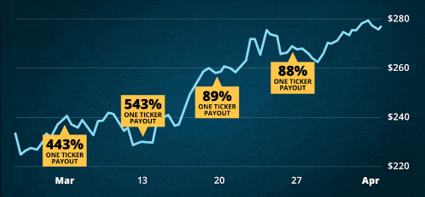 $280
543%
ONE TICKER
PAYOUT
88%
ONE TICKER
PAYOUT
$260
89%
ONE TICKER
PAYOUT
443%
ONE TICKER
PAYOUT
$240
$220
Mar
13
20
27
Apr